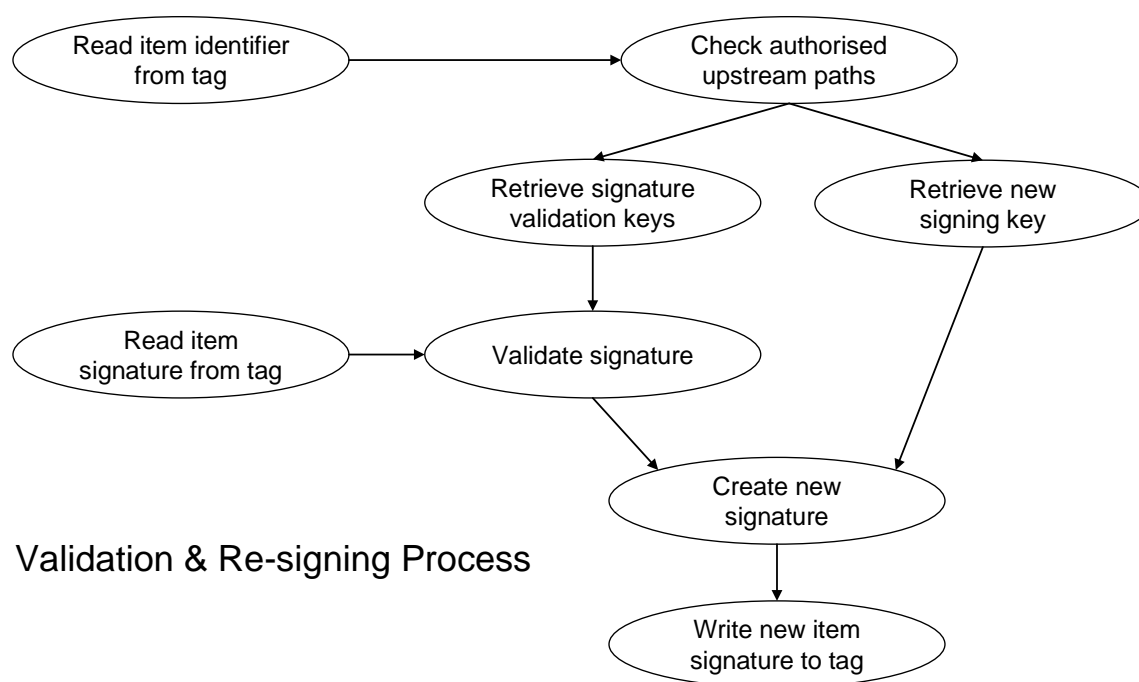 Read item identifier
from tag
Check authorised
upstream paths
Retrieve signature
validation keys
Retrieve new
signing key
Read item
signature from tag
Validate signature
Create new
signature
Validation & Re-signing Process
Write new item
signature to tag